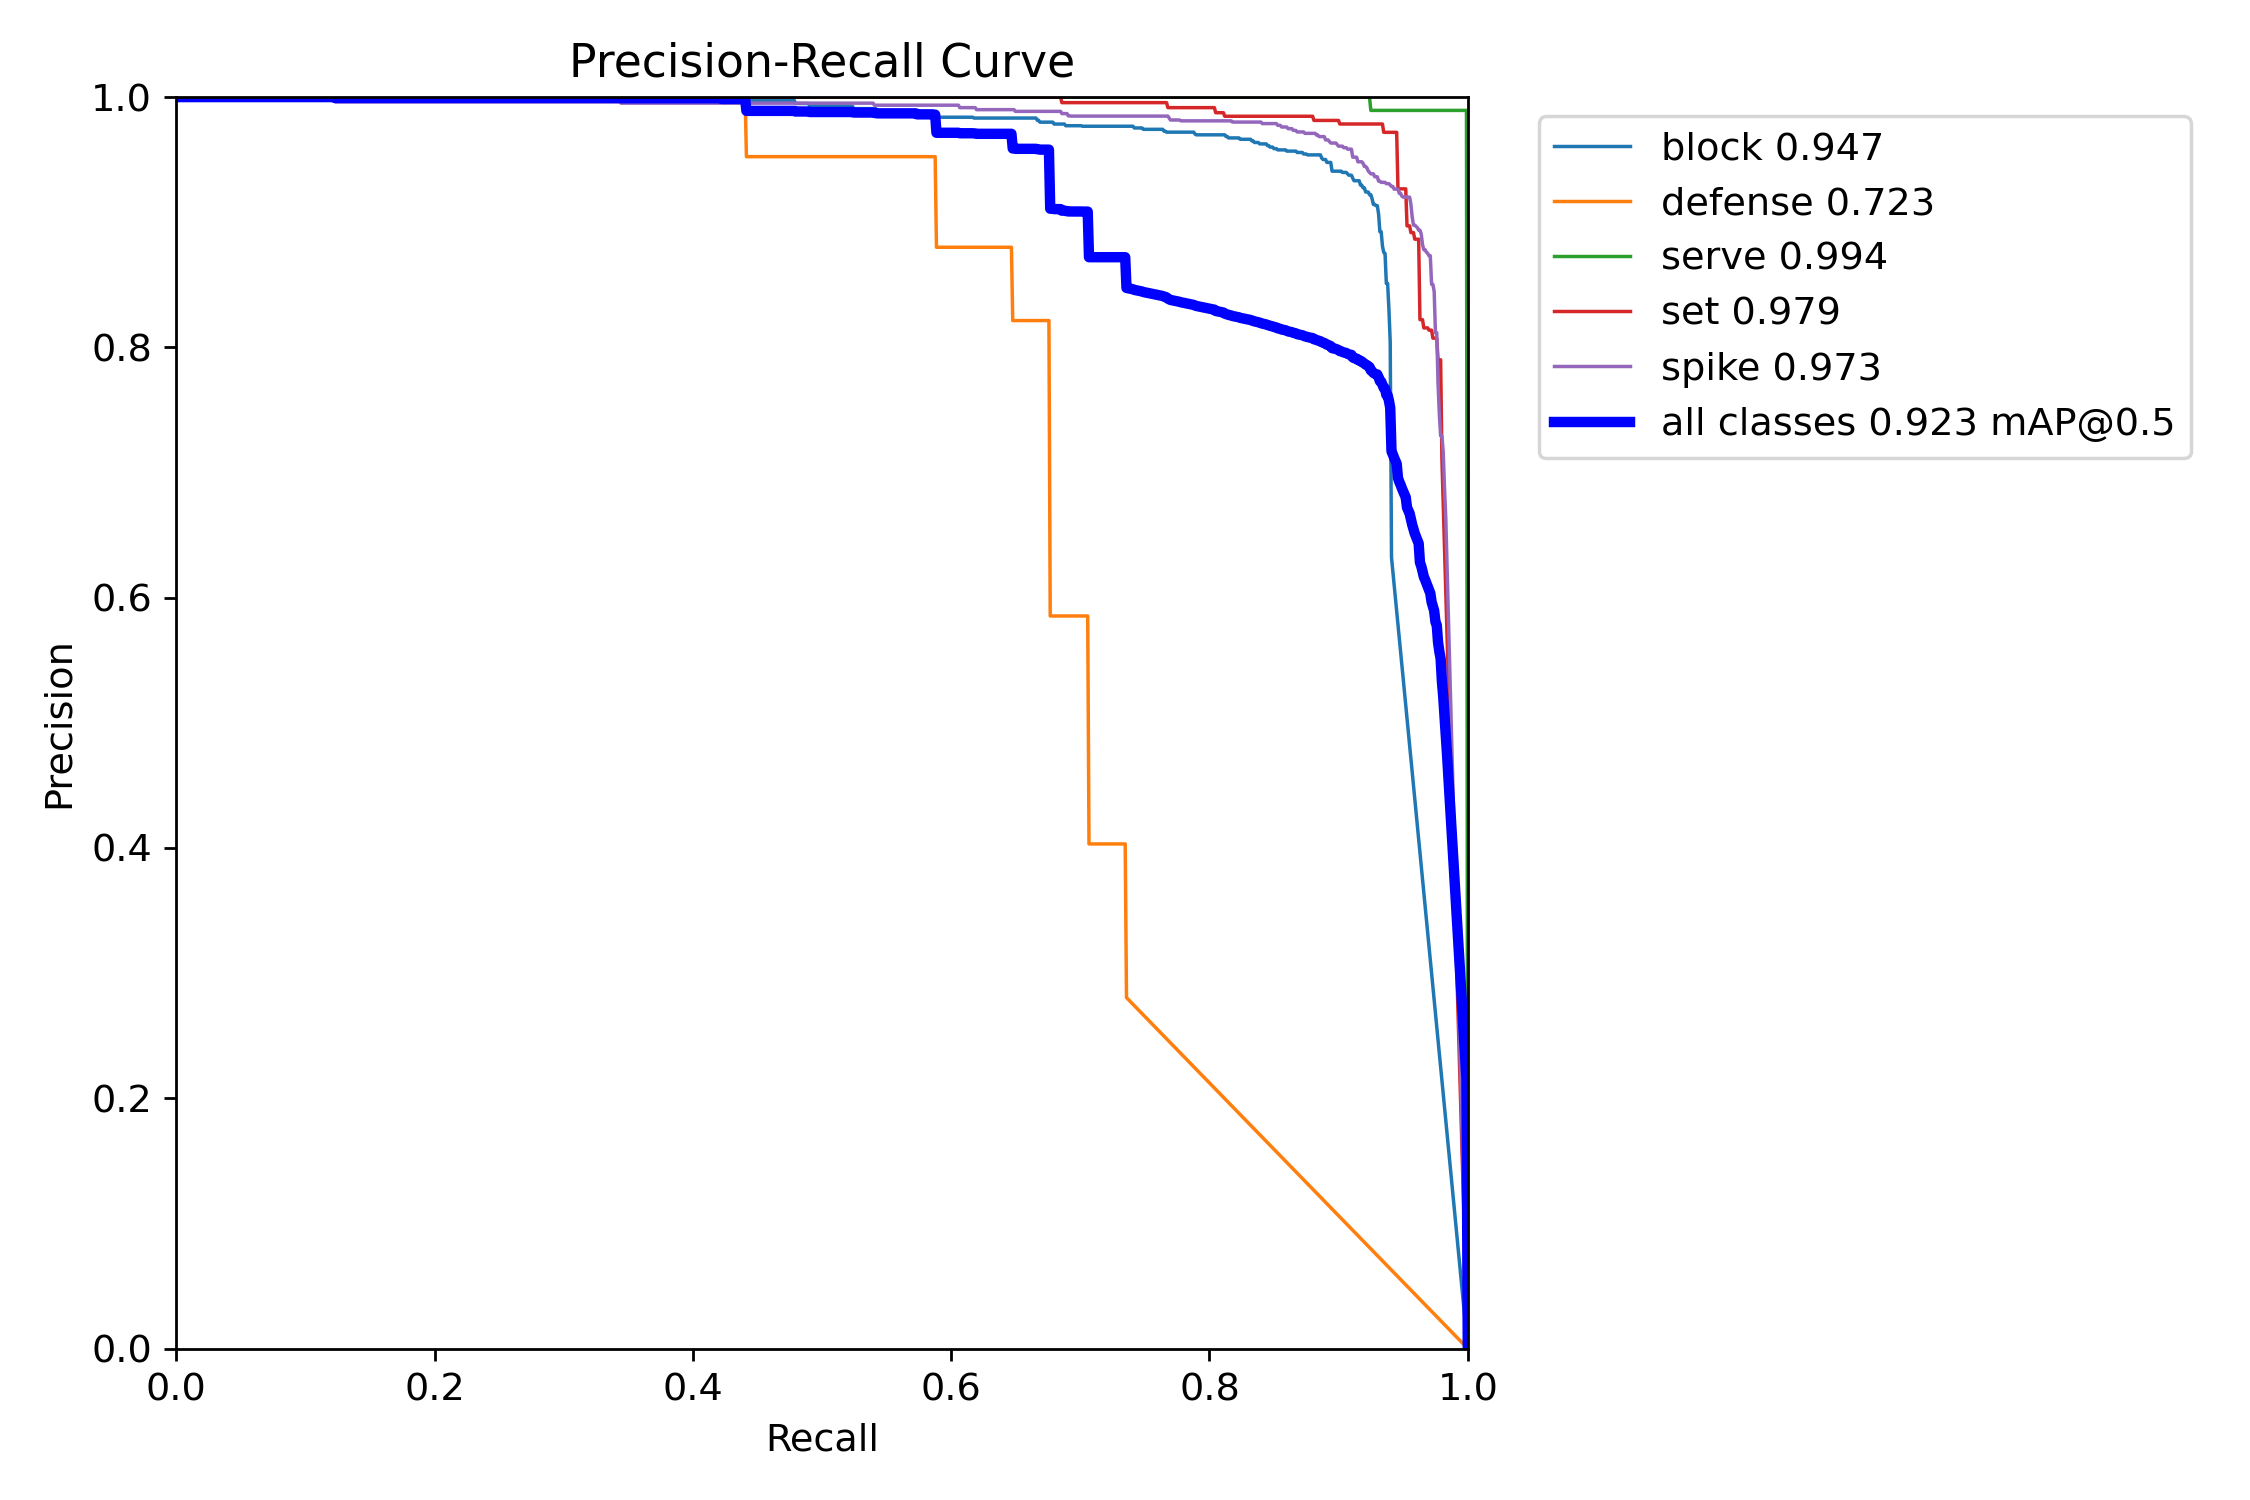 Precision-Recall Curve
1.0
0.8
0.6
0.4
0.2
0.0
Precision
0.0 0.2 0.4 0.6 0.8 1.0
Recall
block 0.947
defense 0.723
serve 0.994
set 0.979
spike 0.973
all classes 0.923 mAP@0.5